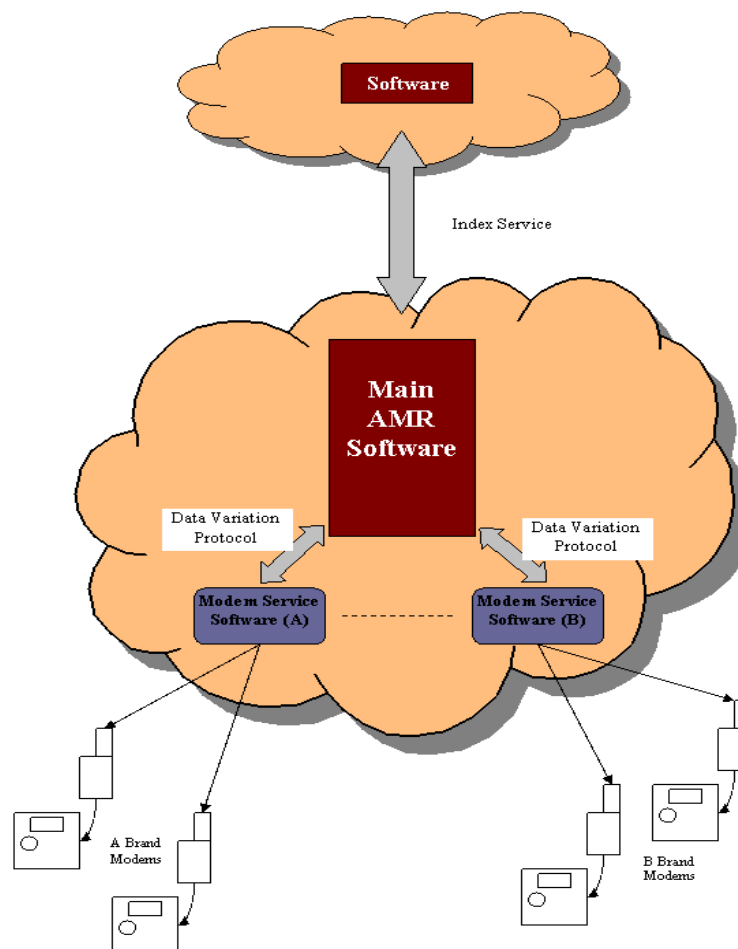 Software
Index Service
Main
AMR
Software
Data Variation
Protocol
Data Variation
Protocol
Modem Service
Software (A)
Modem Service
Software (B)
A Brand
Modems
B Brand
Modems